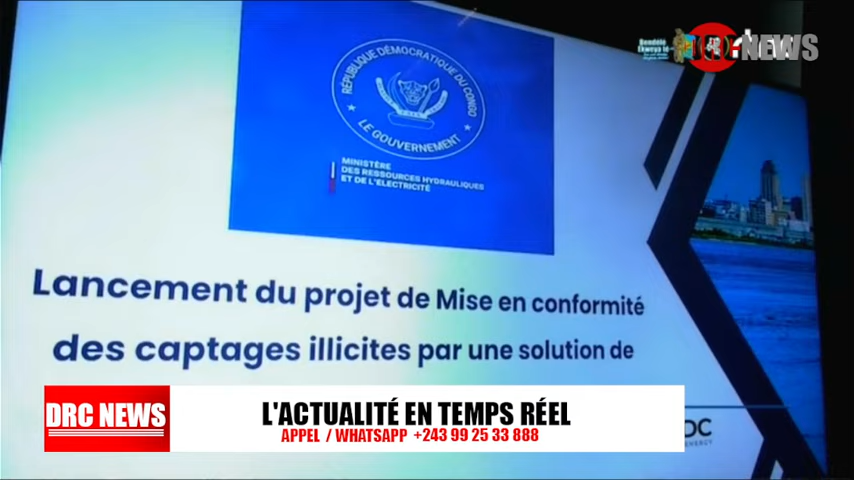 NEWS
RÉPUBLIQUE DÉMOCRATIQUE DU CONGO
LE GOUVERNEMENT
MINISTÈRE
DES RESSOURCES HYDRAULIQUES
ET DE L'ÉLECTRICITÉ
Lancement du projet de Mise en conformité
des captages illicites par une solution de
DRC NEWS
L'ACTUALITÉ EN TEMPS RÉEL
APPEL / WHATSAPP +243 99 25 33 888
DC
ENERGY